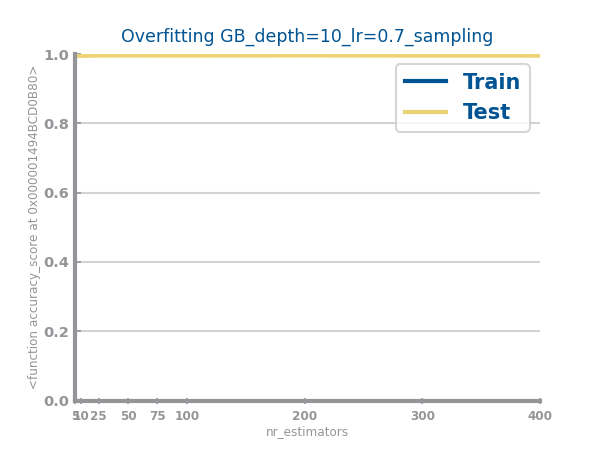 Overfitting GB_depth=10_lr=0.7_sampling
<function accuracy_score at 0x000001494BCD0B80>
1.0
0.8
0.6
0.4
0.2
0.0
Train
Test
5 10 25 50 75 100 200 300 400
nr_estimators